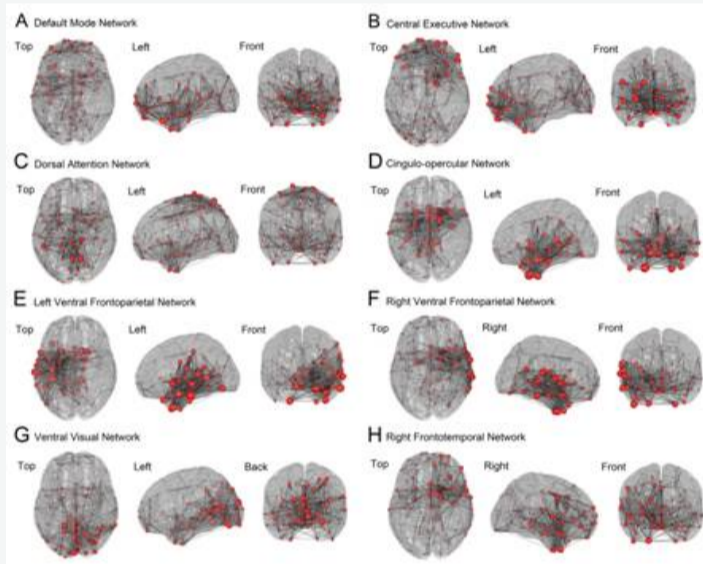 A Default Mode Network
Top Left Front
B Central Executive Network
Top Left Front
C Dorsal Attention Network
Top Left Front
D Cingulo-opercular Network
Top Left Front
E Left Ventral Frontoparietal Network
Top Left Front
F Right Ventral Frontoparietal Network
Top Right Front
G Ventral Visual Network
Top Left Back
H Right Frontotemporal Network
Top Right Front